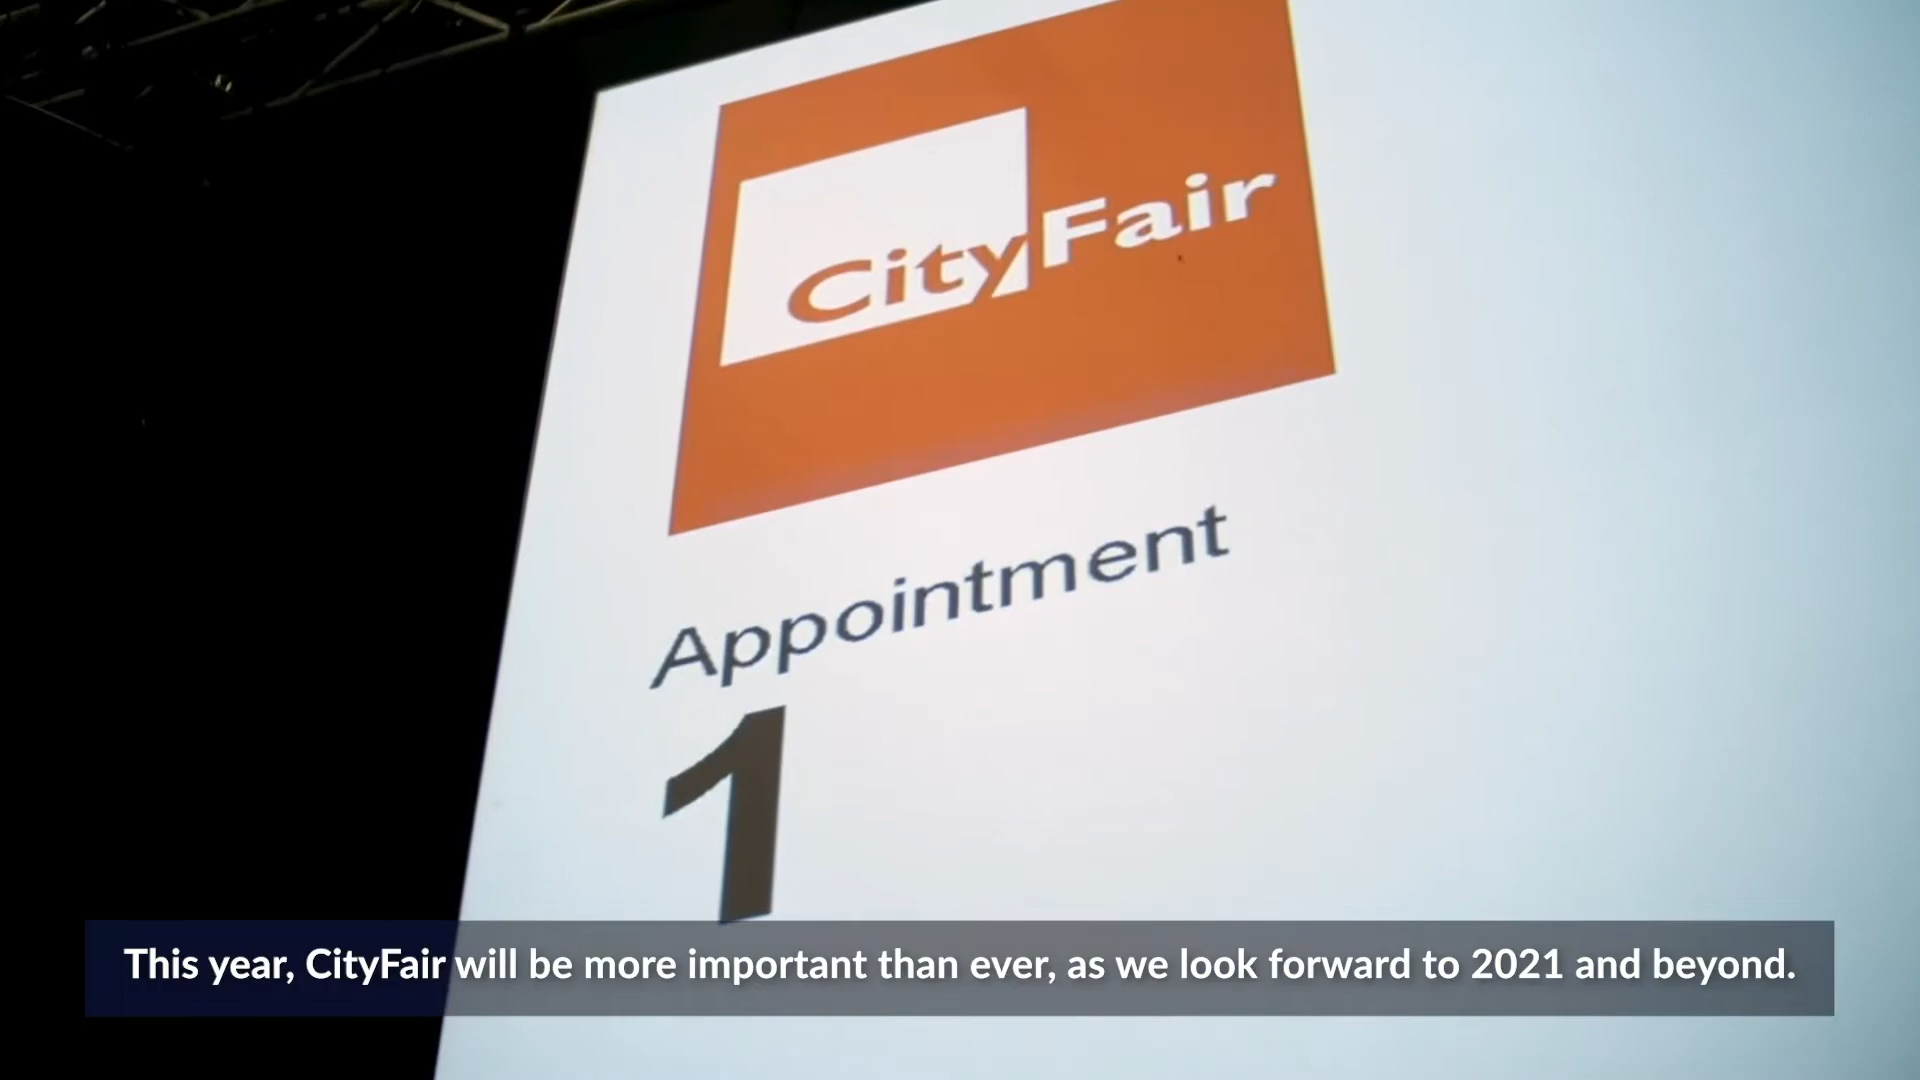 CityFair
Appointment
1
This year, CityFair will be more important than ever, as we look forward to 2021 and beyond.